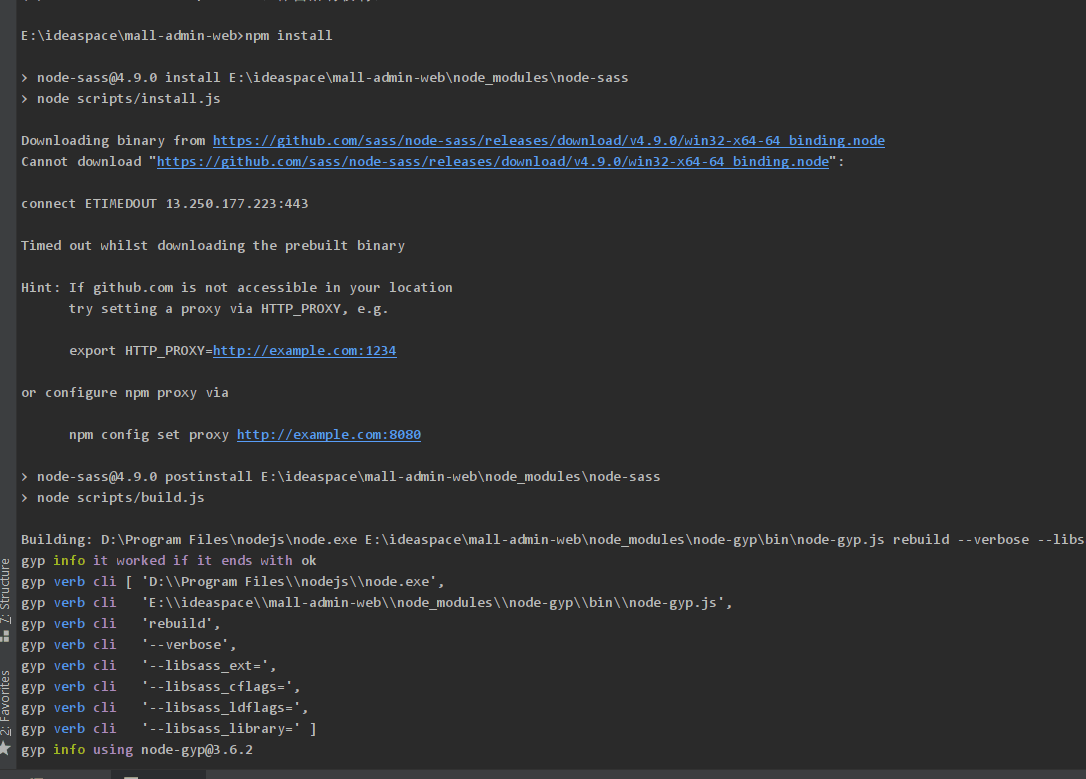 E:\ideaspace\mall-admin-web>npm install
> node-sass@4.9.0 install E:\ideaspace\mall-admin-web\node_modules\node-sass
> node scripts/install.js
Downloading binary from https://github.com/sass/node-sass/releases/download/v4.9.0/win32-x64-64_binding.node
Cannot download "https://github.com/sass/node-sass/releases/download/v4.9.0/win32-x64-64_binding.node":
connect ETIMEDOUT 13.250.177.223:443
Timed out whilst downloading the prebuilt binary
Hint: If github.com is not accessible in your location
try setting a proxy via HTTP_PROXY, e.g.
export HTTP_PROXY=http://example.com:1234
or configure npm proxy via
npm config set proxy http://example.com:8080
> node-sass@4.9.0 postinstall E:\ideaspace\mall-admin-web\node_modules\node-sass
> node scripts/build.js
Building: D:\Program Files\nodejs\node.exe E:\ideaspace\mall-admin-web\node_modules\node-gyp\bin\node-gyp.js rebuild --verbose --libs
gyp info it worked if it ends with ok
gyp verb cli [ 'D:\\Program Files\\nodejs\\node.exe',
gyp verb cli   'E:\\ideaspace\\mall-admin-web\\node_modules\\node-gyp\\bin\\node-gyp.js',
gyp verb cli   'rebuild',
gyp verb cli   '--verbose',
gyp verb cli   '--libsass_ext=',
gyp verb cli   '--libsass_cflags=',
gyp verb cli   '--libsass_ldflags=',
gyp verb cli   '--libsass_library=' ]
gyp info using node-gyp@3.6.2
7: Structure
2: Favorites